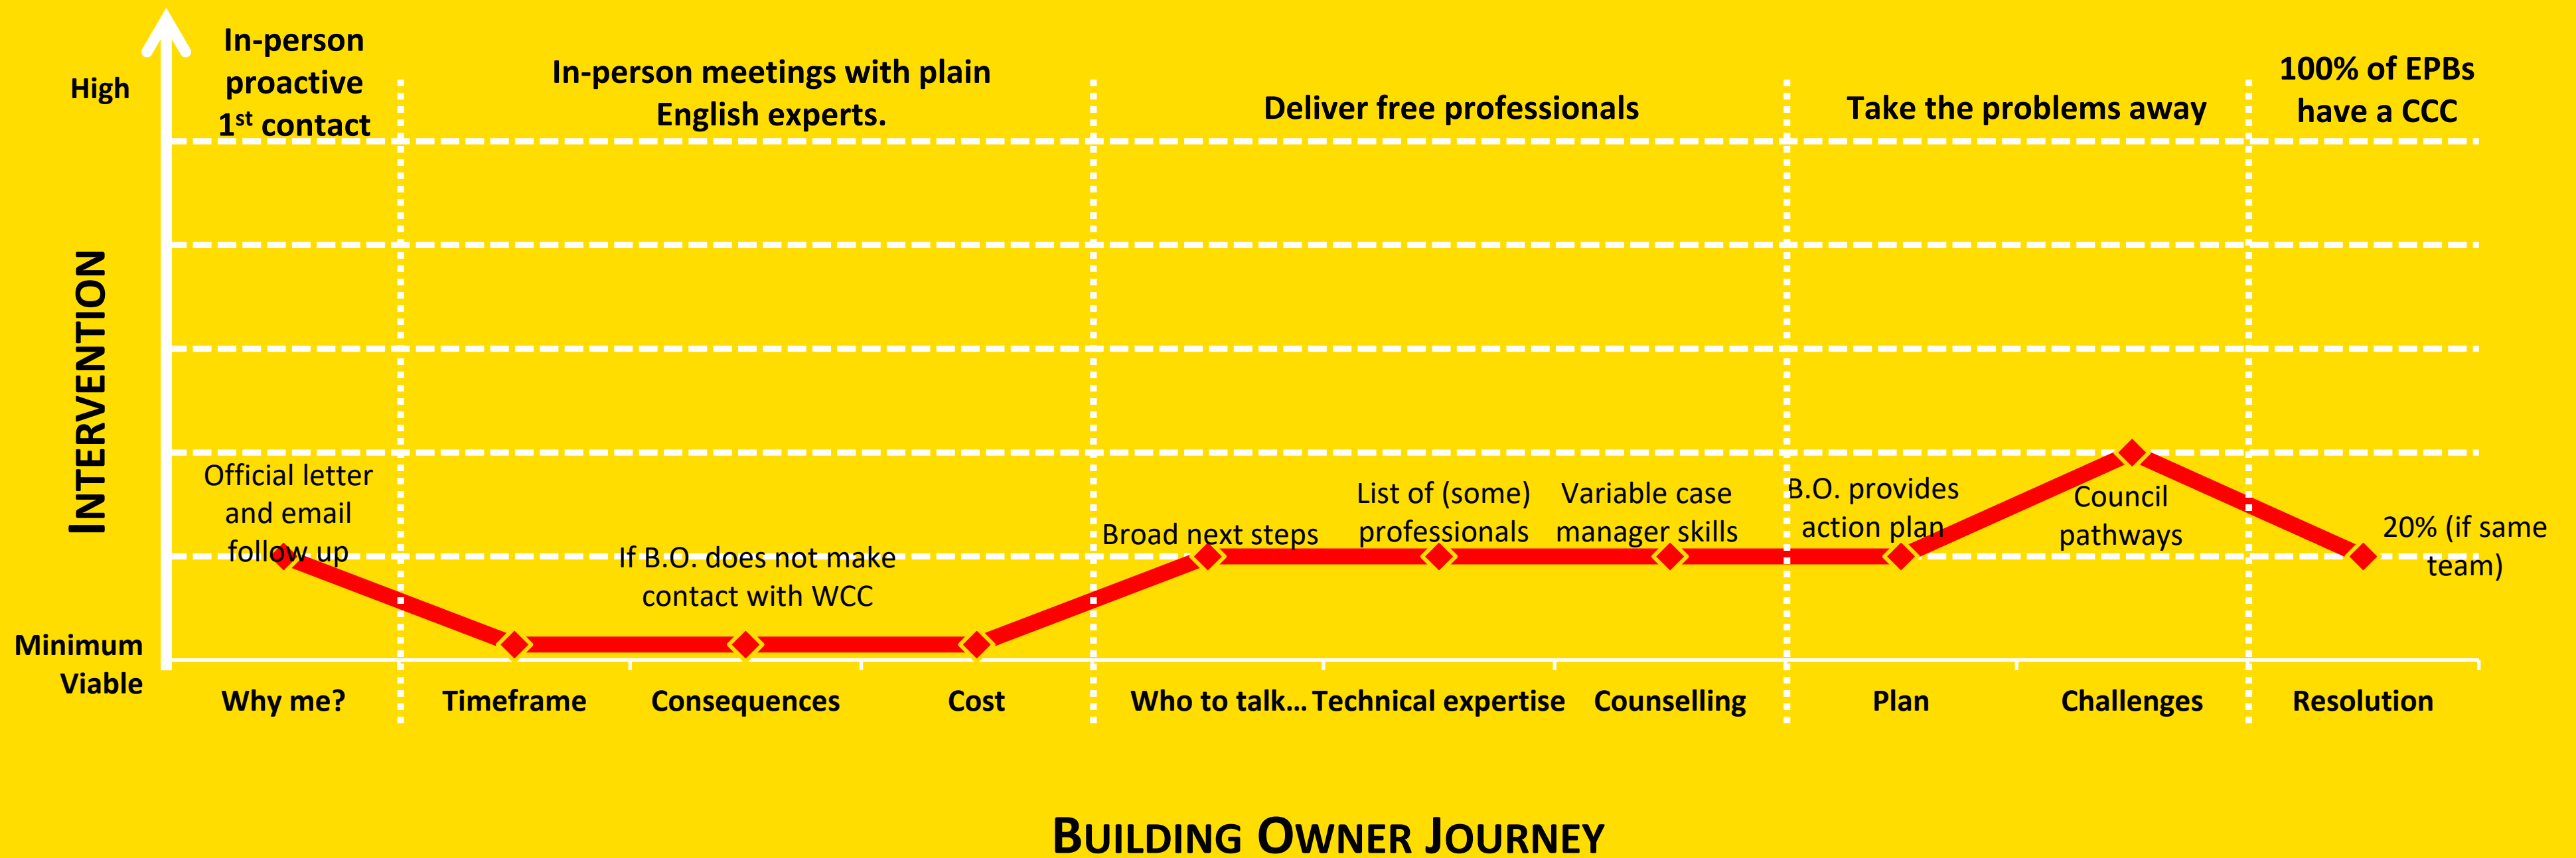 In-person
proactive
1st contact
In-person meetings with plain
English experts.
Deliver free professionals
Take the problems away
100% of EPBs
have a CCC
High
INTERVENTION
Minimum
Viable
Official letter
and email
follow up
If B.O. does not make
contact with WCC
Broad next steps
List of (some)
professionals
Variable case
manager skills
B.O. provides
action plan
Council
pathways
20% (if same
team)
Why me?
Timeframe
Consequences
Cost
Who to talk...
Technical expertise
Counselling
Plan
Challenges
Resolution
BUILDING OWNER JOURNEY